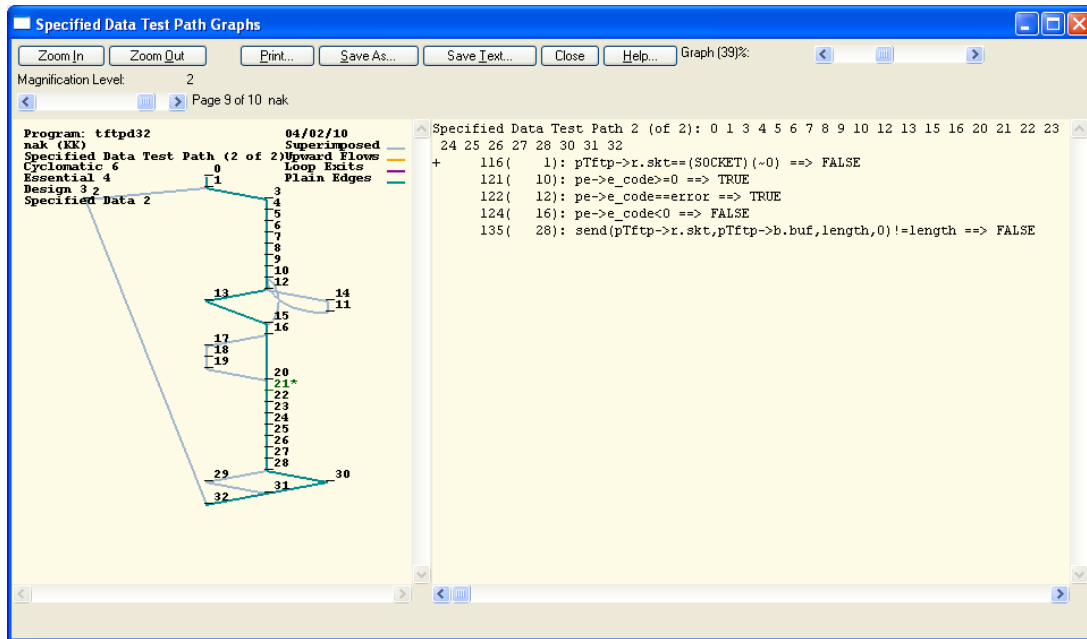 Specified Data Test Path Graphs
Zoom In Zoom Out Print... Save As... Save Text... Close Help... Graph (39)%:
Magnification Level: 2
Page 9 of 10 nak
Program: tftpd32 04/02/10
nak (KK) Superimposed
Specified Data Test Path (2 of 2) Upward Flows
Cyclomatic 6 Loop Exits
Essential 4 Plain Edges
Design 3
Specified Data 2
0
1
2
3
4
5
6
7
8
9
10
12
13
14
11
15
16
17
18
19
20
21*
22
23
24
25
26
27
28
29
30
31
32
Specified Data Test Path 2 (of 2): 0 1 3 4 5 6 7 8 9 10 12 13 15 16 20 21 22 23
24 25 26 27 28 30 31 32
+ 116( 1): pTftp->r.skt==(SOCKET)(~0) ==> FALSE
121( 10): pe->e_code>=0 ==> TRUE
122( 12): pe->e_code==error ==> TRUE
124( 16): pe->e_code<0 ==> FALSE
135( 28): send(pTftp->r.skt,pTftp->b.buf,length,0)!=length ==> FALSE